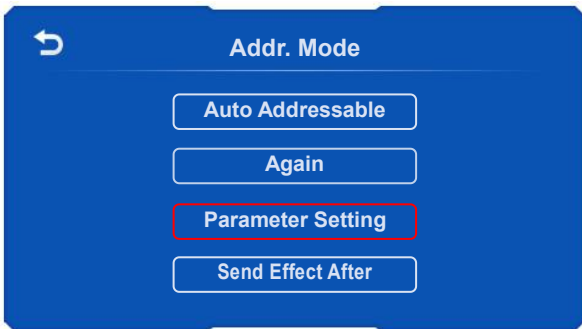 Addr. Mode
Auto Addressable
Again
Parameter Setting
Send Effect After